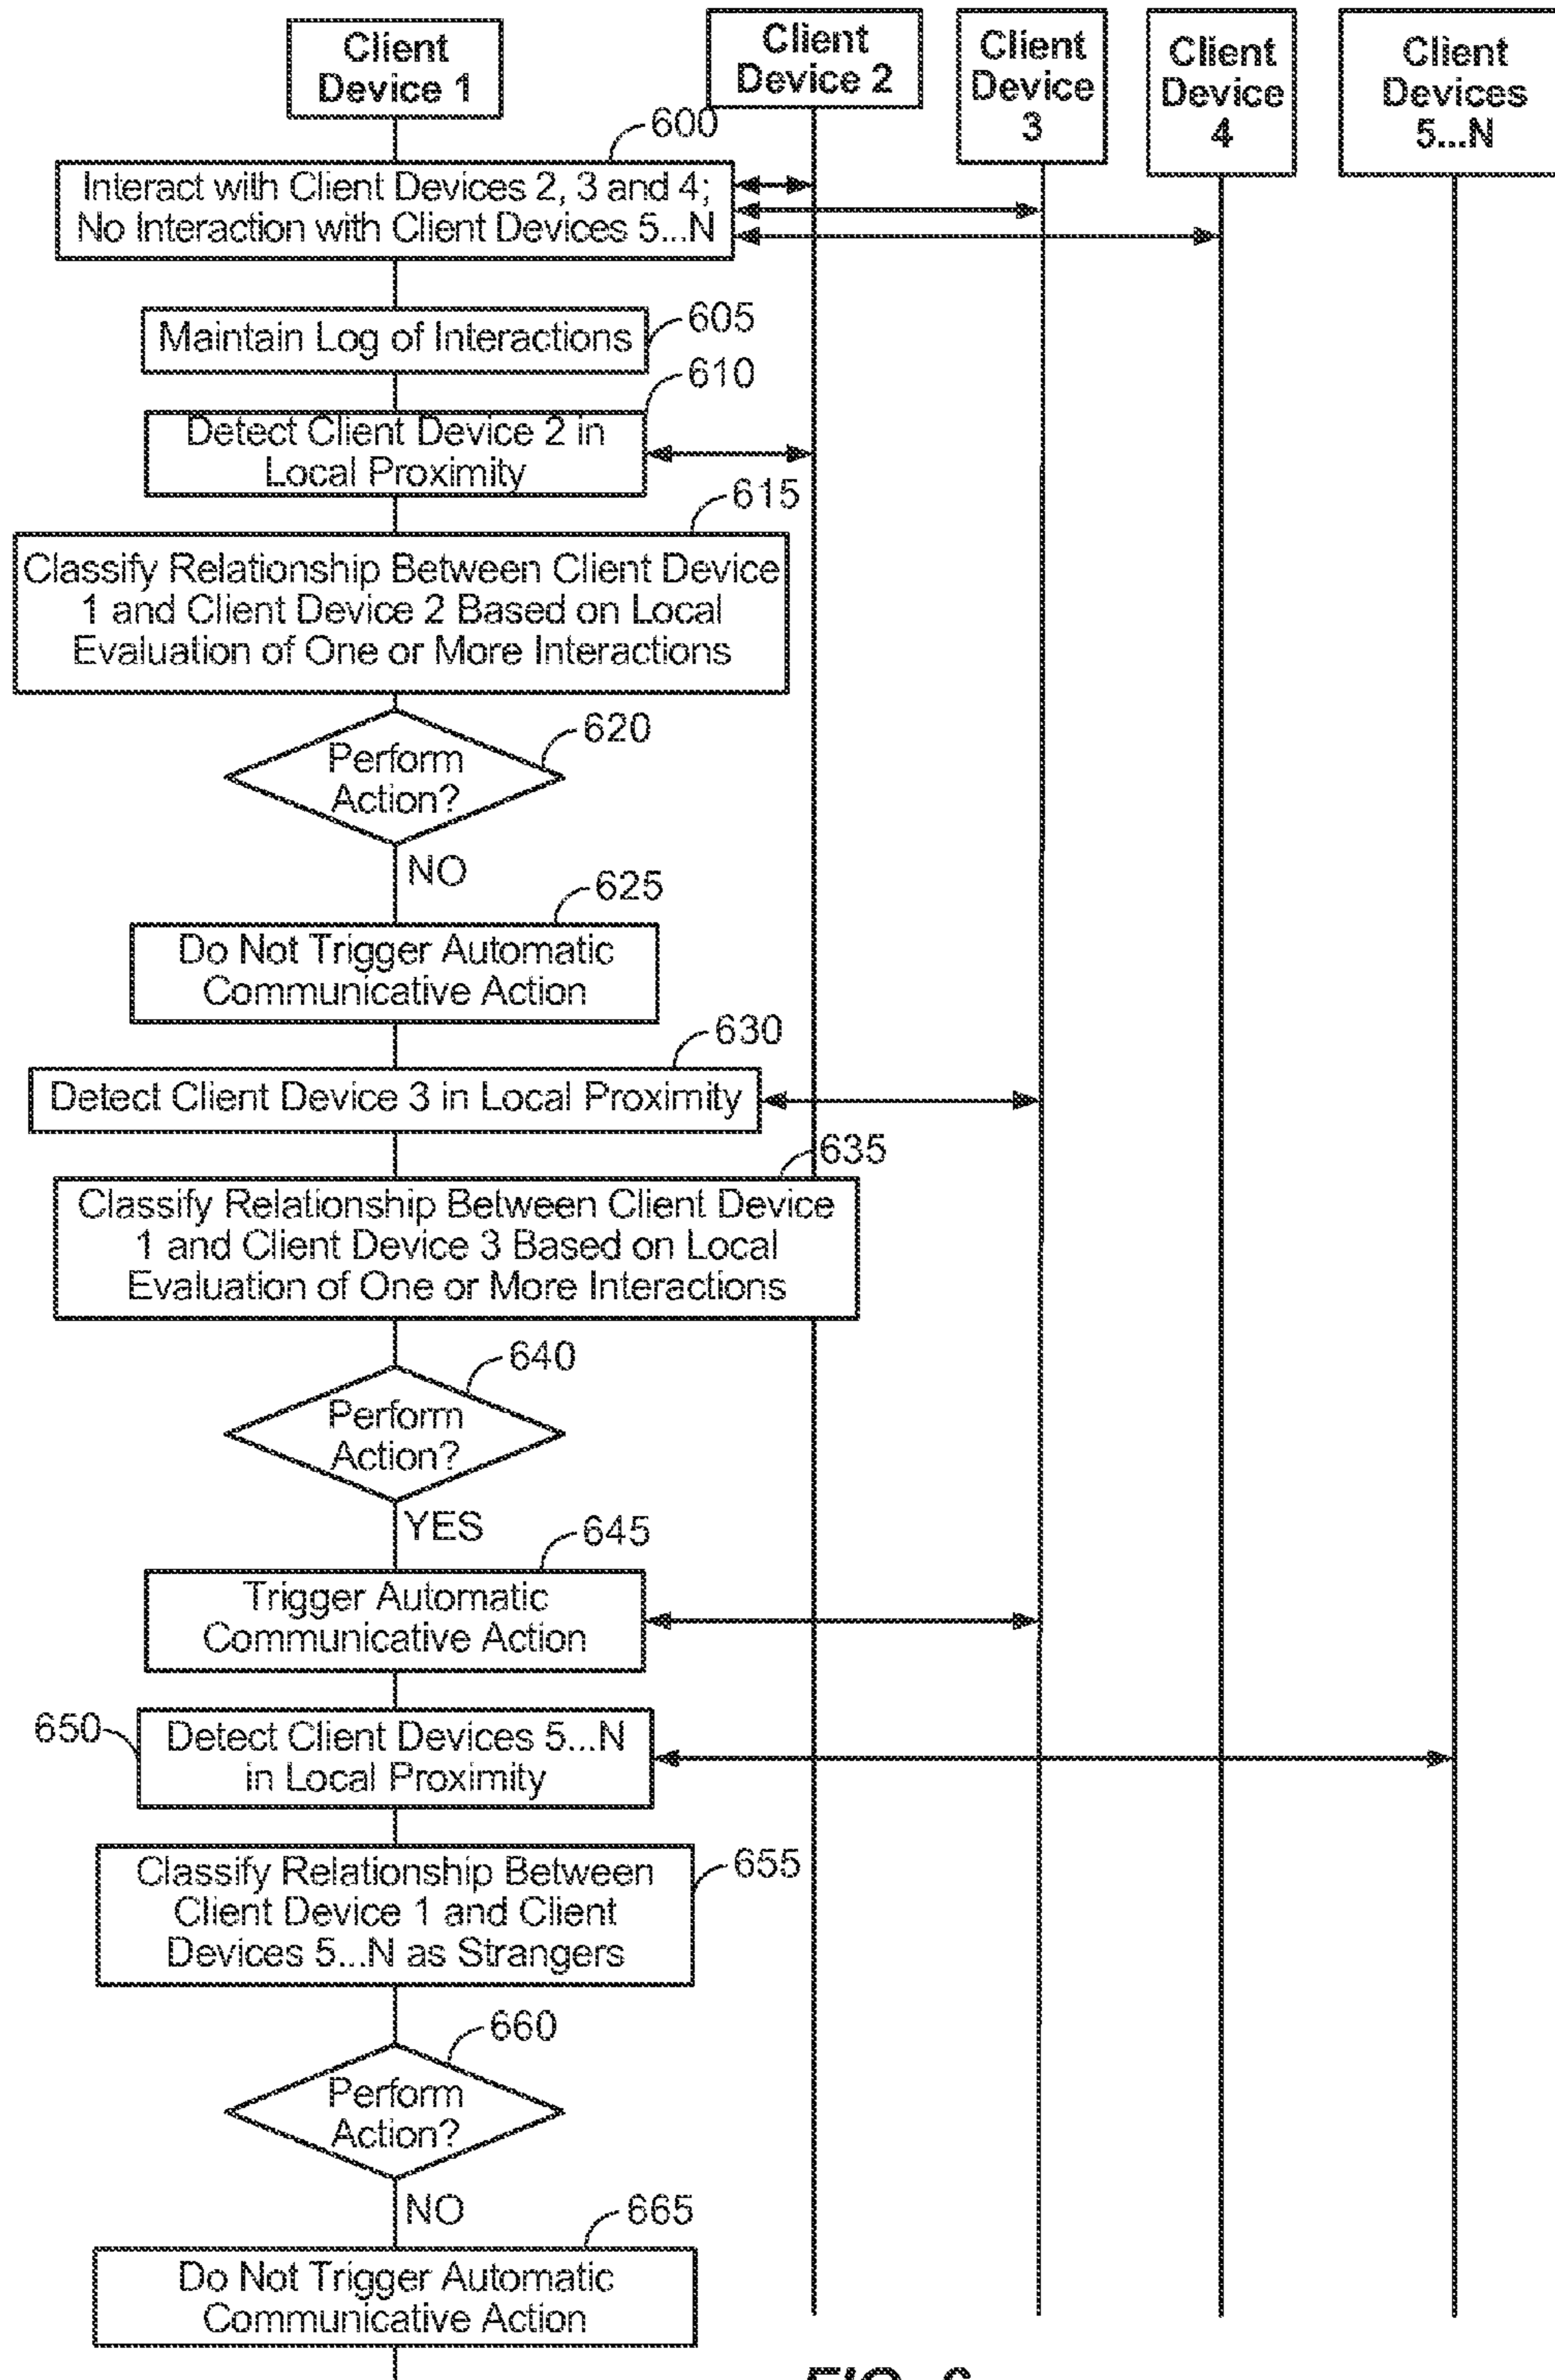 Client
Device 1
Client
Device 2
Client
Device
3
Client
Device
4
Client
Devices
5...N
600
Interact with Client Devices 2, 3 and 4;
No Interaction with Client Devices 5...N
605
Maintain Log of Interactions
610
Detect Client Device 2 in
Local Proximity
615
Classify Relationship Between Client Device
1 and Client Device 2 Based on Local
Evaluation of One or More Interactions
620
Perform
Action?
NO
625
Do Not Trigger Automatic
Communicative Action
630
Detect Client Device 3 in Local Proximity
635
Classify Relationship Between Client Device
1 and Client Device 3 Based on Local
Evaluation of One or More Interactions
640
Perform
Action?
YES
645
Trigger Automatic
Communicative Action
650
Detect Client Devices 5...N
in Local Proximity
655
Classify Relationship Between
Client Device 1 and Client
Devices 5...N as Strangers
660
Perform
Action?
NO
665
Do Not Trigger Automatic
Communicative Action